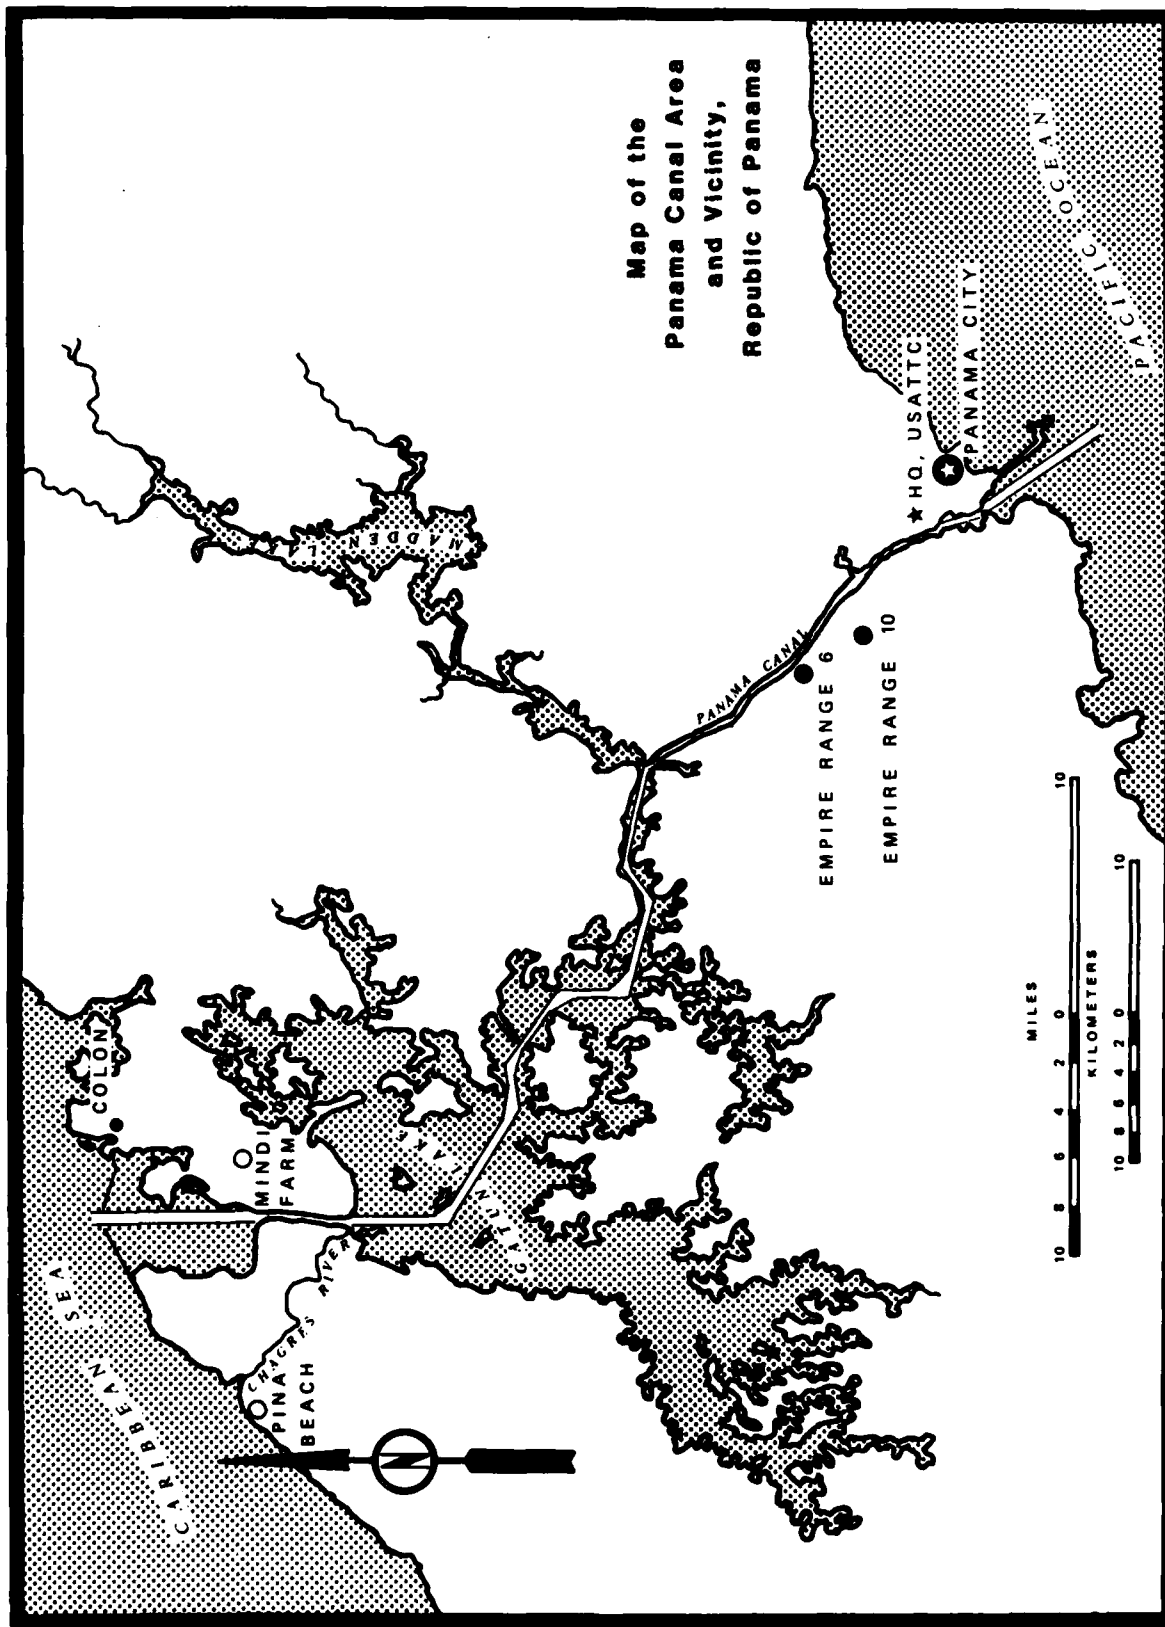 Map of the
Panama Canal Area
and Vicinity,
Republic of Panama
CARIBBEAN SEA
COLON
MINDI
FARM
CHAGRES RIVER
PINA
BEACH
GATUN LAKE
MADDEN LAKE
PANAMA CANAL
EMPIRE RANGE 6
EMPIRE RANGE 10
HQ, USATTC
PANAMA CITY
PACIFIC OCEAN
MILES
10 8 6 4 2 0 10
KILOMETERS
10 8 6 4 2 0 10
N